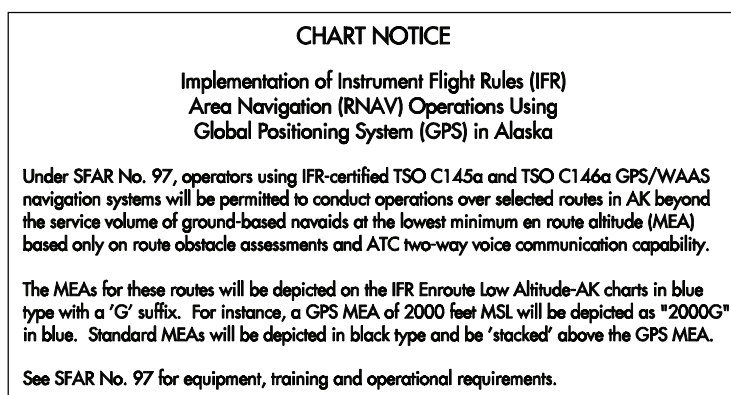 CHART NOTICE
Implementation of Instrument Flight Rules (IFR)
Area Navigation (RNAV) Operations Using
Global Positioning System (GPS) in Alaska
Under SFAR No. 97, operators using IFR-certified TSO C145a and TSO C146a GPS/WAAS
navigation systems will be permitted to conduct operations over selected routes in AK beyond
the service volume of ground-based navaids at the lowest minimum en route altitude (MEA)
based only on route obstacle assessments and ATC two-way voice communication capability.
The MEAs for these routes will be depicted on the IFR Enroute Low Altitude-AK charts in blue
type with a 'G' suffix. For instance, a GPS MEA of 2000 feet MSL will be depicted as "2000G"
in blue. Standard MEAs will be depicted in black type and be 'stacked' above the GPS MEA.
See SFAR No. 97 for equipment, training and operational requirements.